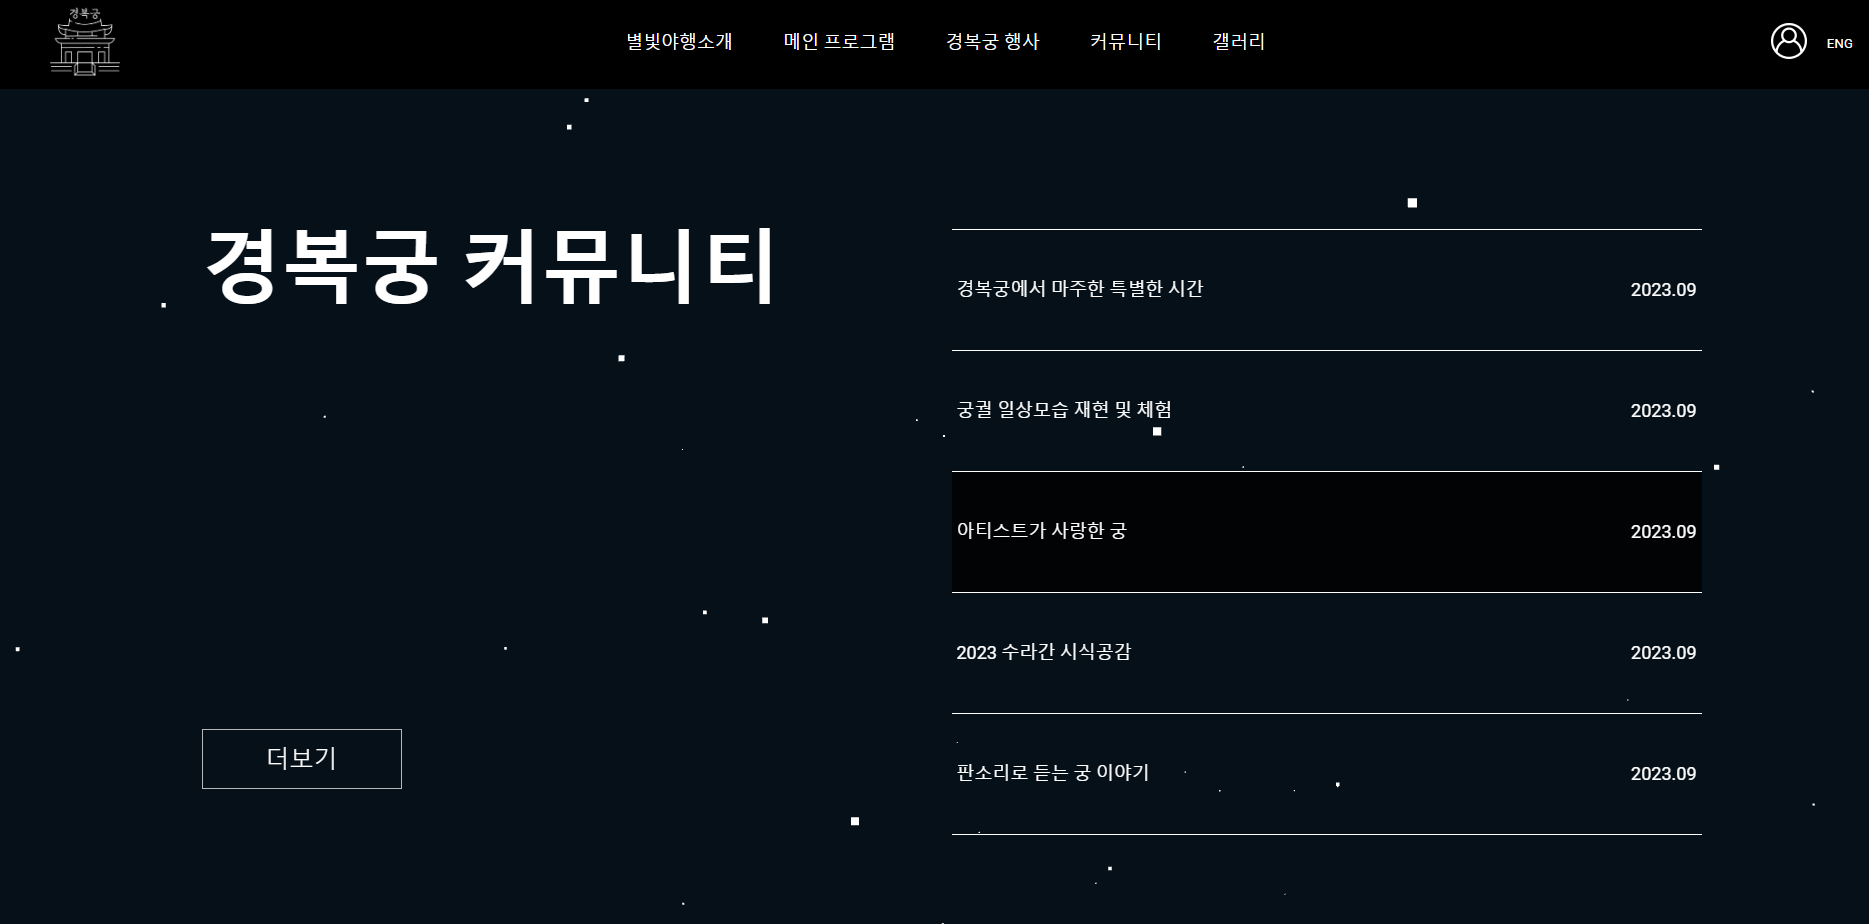 경복궁
별빛야행소개 메인 프로그램 경복궁 행사 커뮤니티 갤러리 ENG
경복궁 커뮤니티
더보기
경복궁에서 마주한 특별한 시간 2023.09
궁궐 일상모습 재현 및 체험 2023.09
아티스트가 사랑한 궁 2023.09
2023 수라간 시식공감 2023.09
판소리로 듣는 궁 이야기 2023.09